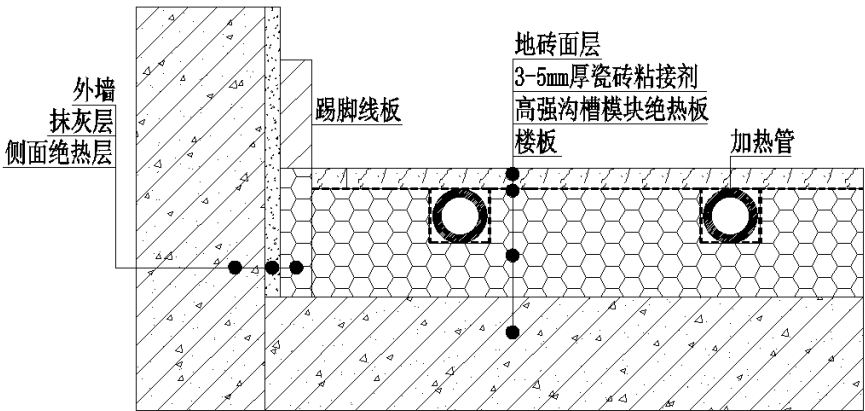 外墙
抹灰层
侧面绝热层
踢脚线板
地砖面层
3-5mm厚瓷砖粘接剂
高强沟槽模块绝热板
楼板
加热管